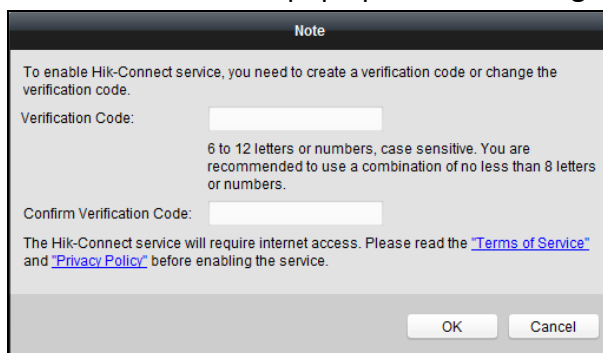 Note
To enable Hik-Connect service, you need to create a verification code or change the
verification code.
Verification Code:
6 to 12 letters or numbers, case sensitive. You are
recommended to use a combination of no less than 8 letters
or numbers.
Confirm Verification Code:
The Hik-Connect service will require internet access. Please read the "Terms of Service"
and "Privacy Policy" before enabling the service.
OK Cancel